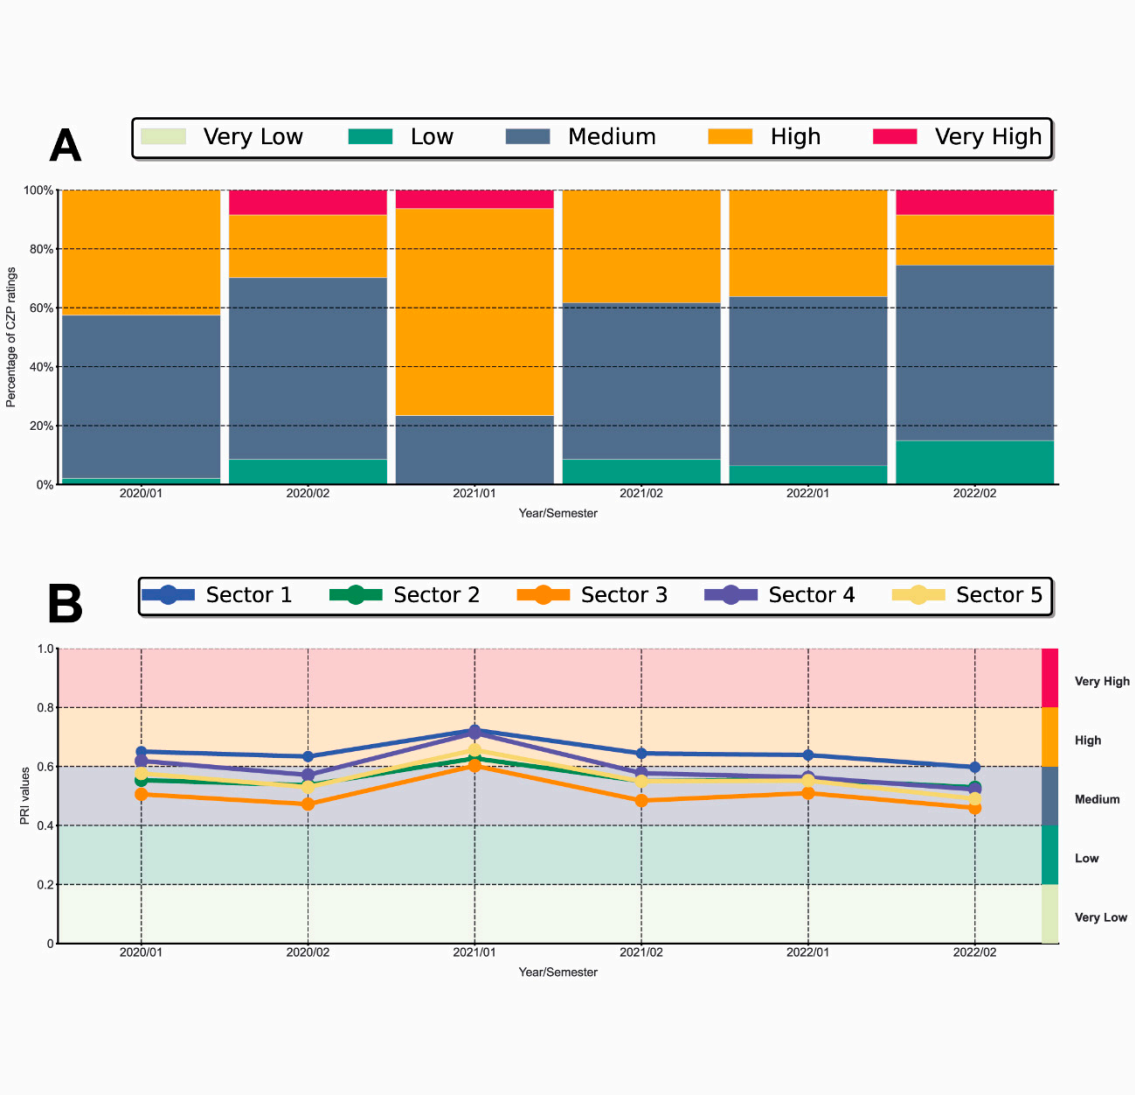 A
Very Low Low Medium High Very High
100%
80%
60%
40%
20%
0%
Percentage of CZP ratings
2020/01 2020/02 2021/01 2021/02 2022/01 2022/02
Year/Semester
B
Sector 1 Sector 2 Sector 3 Sector 4 Sector 5
1.0
0.8
0.6
0.4
0.2
0
PRI values
Very High
High
Medium
Low
Very Low
2020/01 2020/02 2021/01 2021/02 2022/01 2022/02
Year/Semester